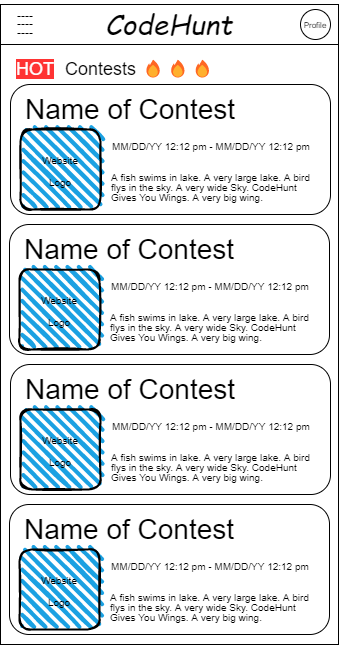 CodeHunt
Profile
HOT Contests 🔥 🔥 🔥
Name of Contest
Website
Logo
MM/DD/YY 12:12 pm - MM/DD/YY 12:12 pm
A fish swims in lake. A very large lake. A bird
flys in the sky. A very wide Sky. CodeHunt
Gives You Wings. A very big wing.
Name of Contest
Website
Logo
MM/DD/YY 12:12 pm - MM/DD/YY 12:12 pm
A fish swims in lake. A very large lake. A bird
flys in the sky. A very wide Sky. CodeHunt
Gives You Wings. A very big wing.
Name of Contest
Website
Logo
MM/DD/YY 12:12 pm - MM/DD/YY 12:12 pm
A fish swims in lake. A very large lake. A bird
flys in the sky. A very wide Sky. CodeHunt
Gives You Wings. A very big wing.
Name of Contest
Website
Logo
MM/DD/YY 12:12 pm - MM/DD/YY 12:12 pm
A fish swims in lake. A very large lake. A bird
flys in the sky. A very wide Sky. CodeHunt
Gives You Wings. A very big wing.